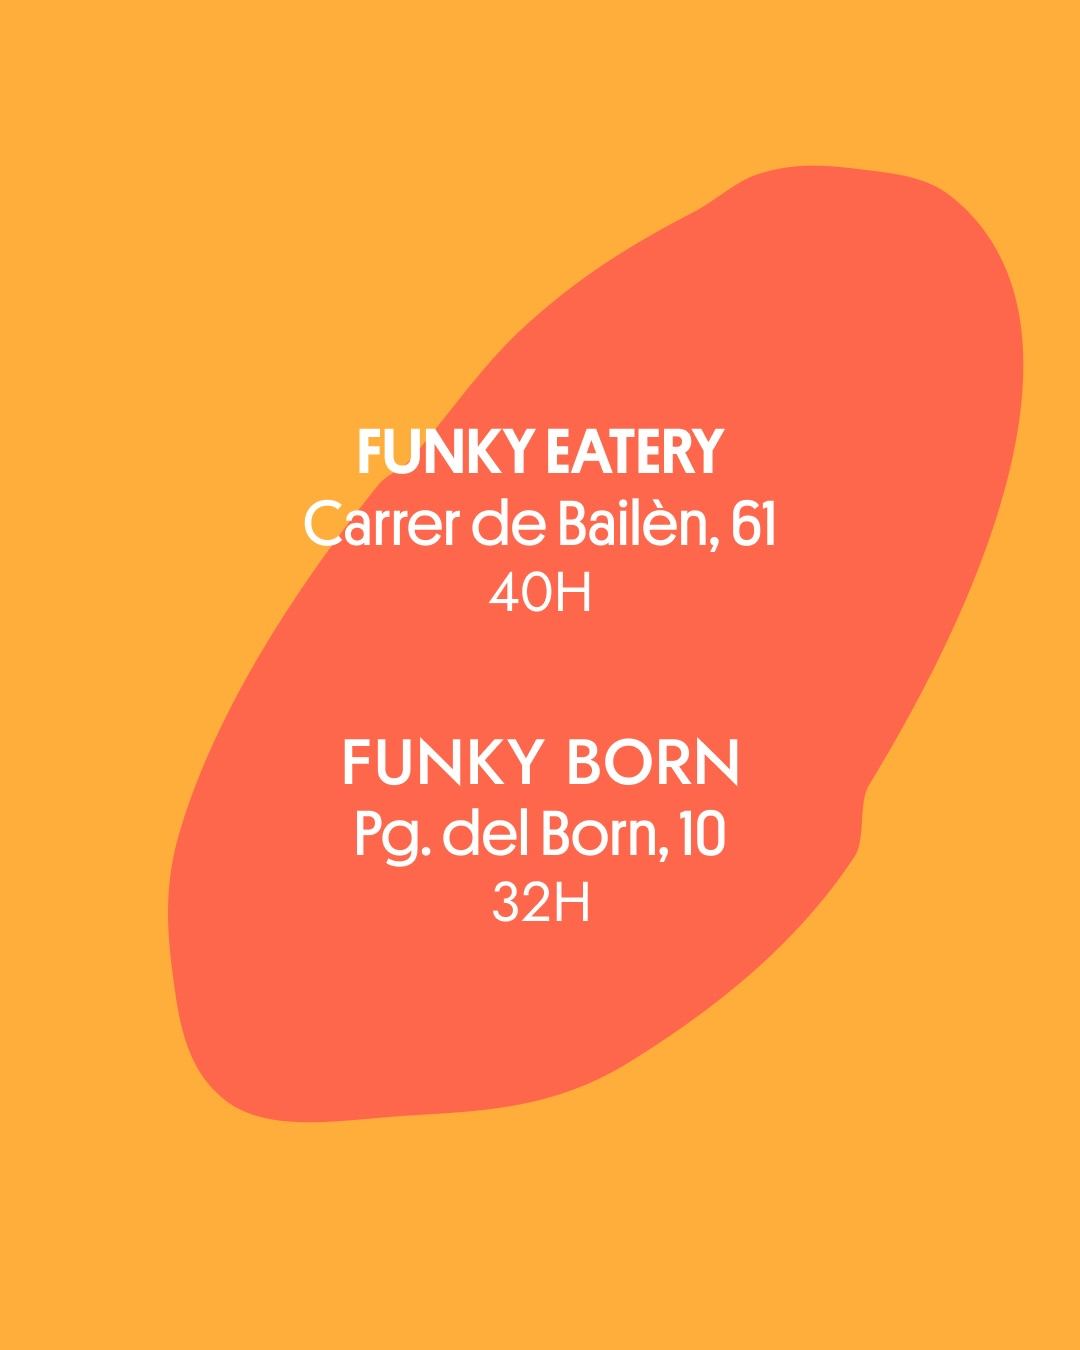 FUNKY EATERY
Carrer de Bailèn, 61
40H
FUNKY BORN
Pg. del Born, 10
32H